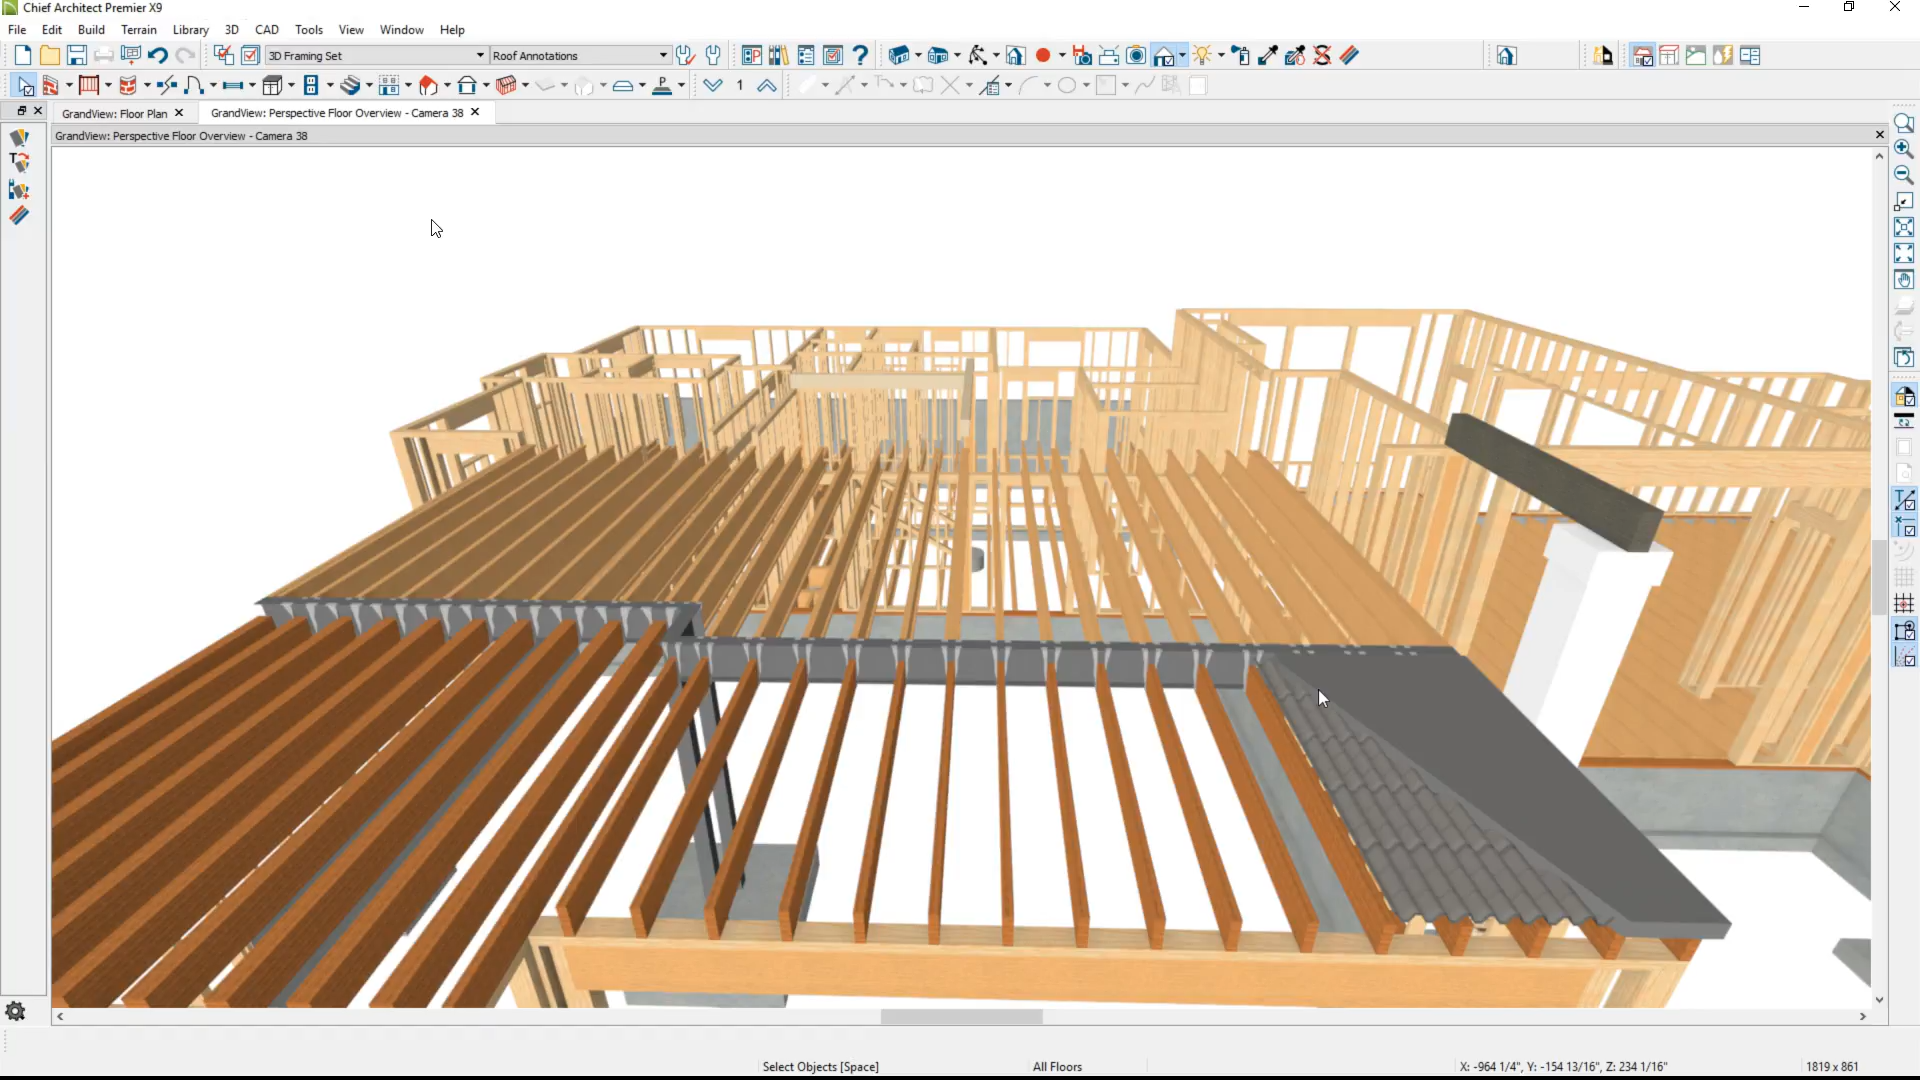 Chief Architect Premier X9
File Edit Build Terrain Library 3D CAD Tools View Window Help
3D Framing Set Roof Annotations
1
GrandView: Floor Plan GrandView: Perspective Floor Overview - Camera 38
GrandView: Perspective Floor Overview - Camera 38
Select Objects [Space] All Floors X: -964 1/4", Y: -154 13/16", Z: 234 1/16" 1819 x 861